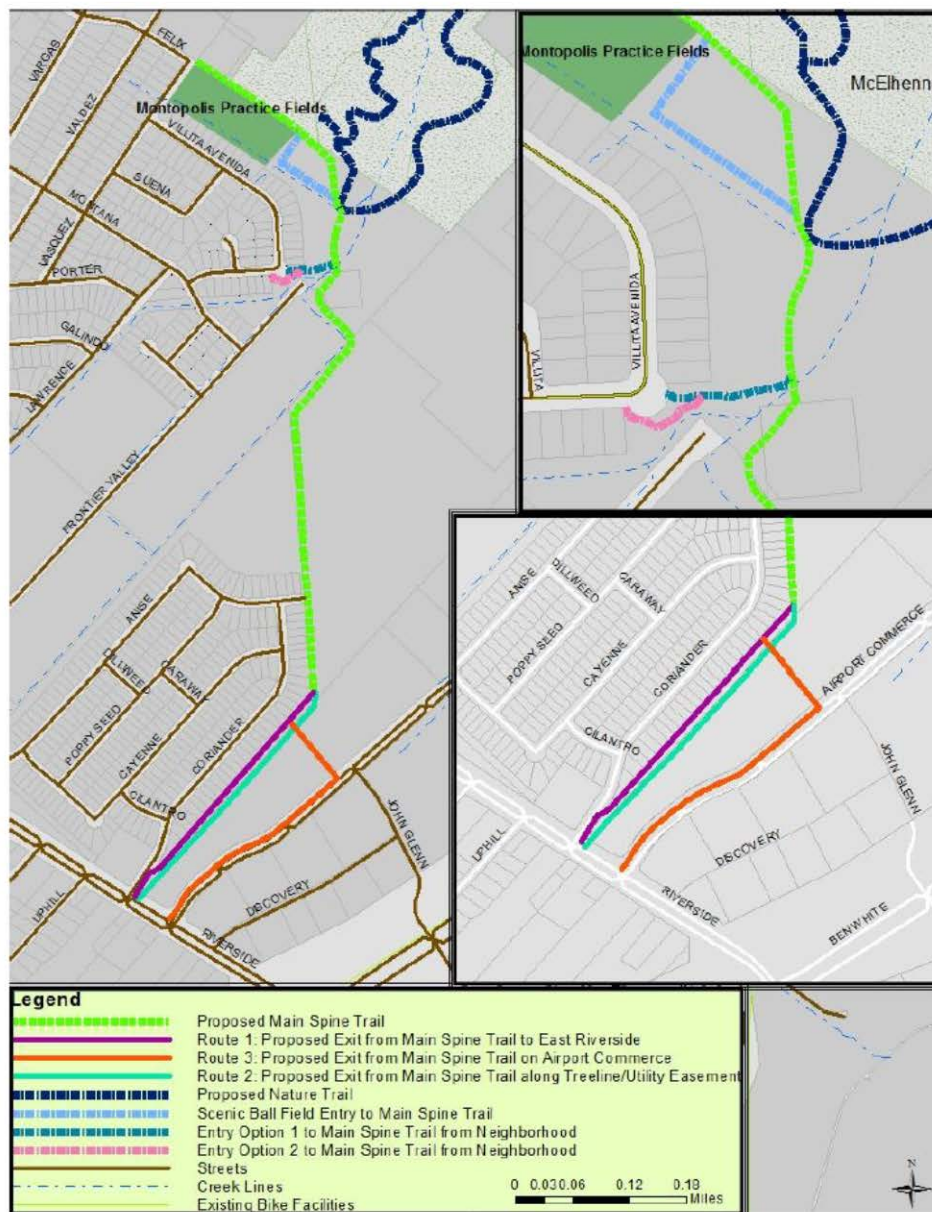 FELIX
VARGAS
VALDEZ
Montopolis Practice Fields
VILLITA AVENIDA
BUENA
MONTANA
VASQUEZ
PORTER
GALINDO
LAWRENCE
FRONTIER VALLEY
ANISE
DILLWEED
CARAWAY
POPPY SEED
CAYENNE
CORIANDER
CILANTRO
UPHILL
JOHN GLENN
DISCOVERY
RIVERSIDE
Montopolis Practice Fields
McElhenn
VILLITA AVENIDA
VILLITA
ANISE
DILLWEED
CARAWAY
POPPY SEED
CAYENNE
CORIANDER
CILANTRO
AIRPORT COMMERCE
JOHN GLENN
UPHILL
DISCOVERY
RIVERSIDE
BENWHITE
Legend
Proposed Main Spine Trail
Route 1: Proposed Exit from Main Spine Trail to East Riverside
Route 3: Proposed Exit from Main Spine Trail on Airport Commerce
Route 2: Proposed Exit from Main Spine Trail along Treeline/Utility Easement
Proposed Nature Trail
Scenic Ball Field Entry to Main Spine Trail
Entry Option 1 to Main Spine Trail from Neighborhood
Entry Option 2 to Main Spine Trail from Neighborhood
Streets
Creek Lines
Existing Bike Facilities
0 0.03 0.06 0.12 0.18
Miles
N